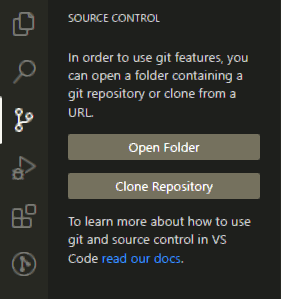 SOURCE CONTROL
In order to use git features, you
can open a folder containing a
git repository or clone from a
URL.
Open Folder
Clone Repository
To learn more about how to use
git and source control in VS
Code read our docs.